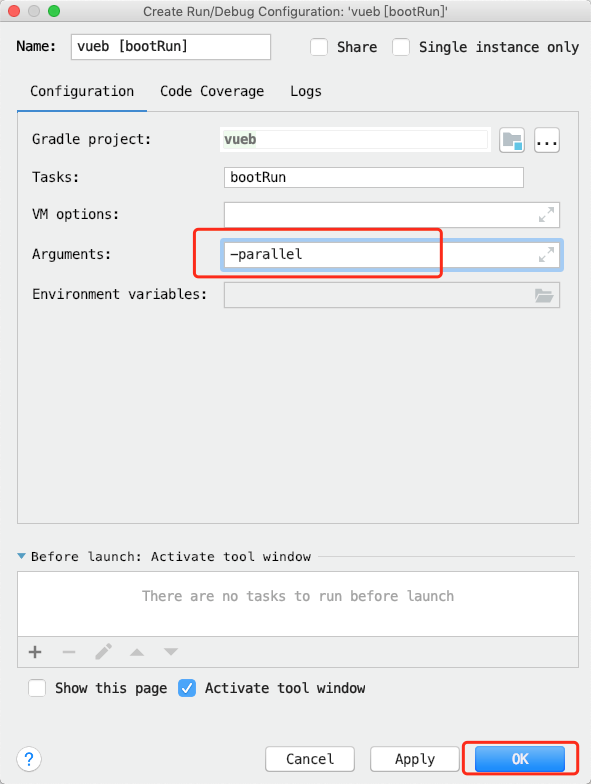 Create Run/Debug Configuration: 'vueb [bootRun]'
Name: vueb [bootRun] Share Single instance only
Configuration Code Coverage Logs
Gradle project: vueb ...
Tasks: bootRun
VM options:
Arguments: -parallel
Environment variables:
Before launch: Activate tool window
There are no tasks to run before launch
Show this page Activate tool window
? Cancel Apply OK